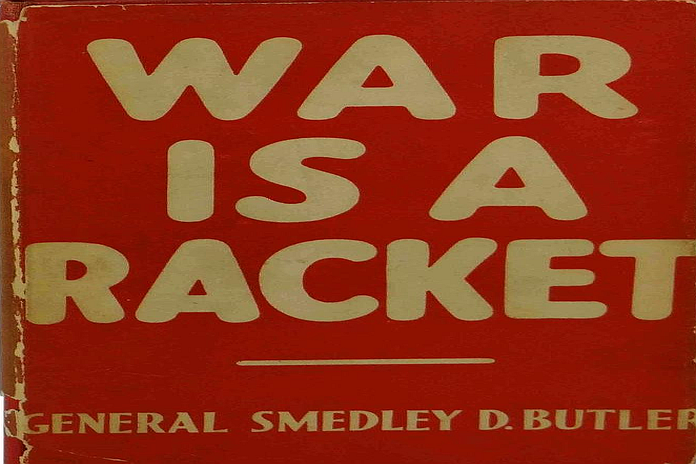 WAR
IS A
RACKET
GENERAL SMEDLEY D. BUTLER